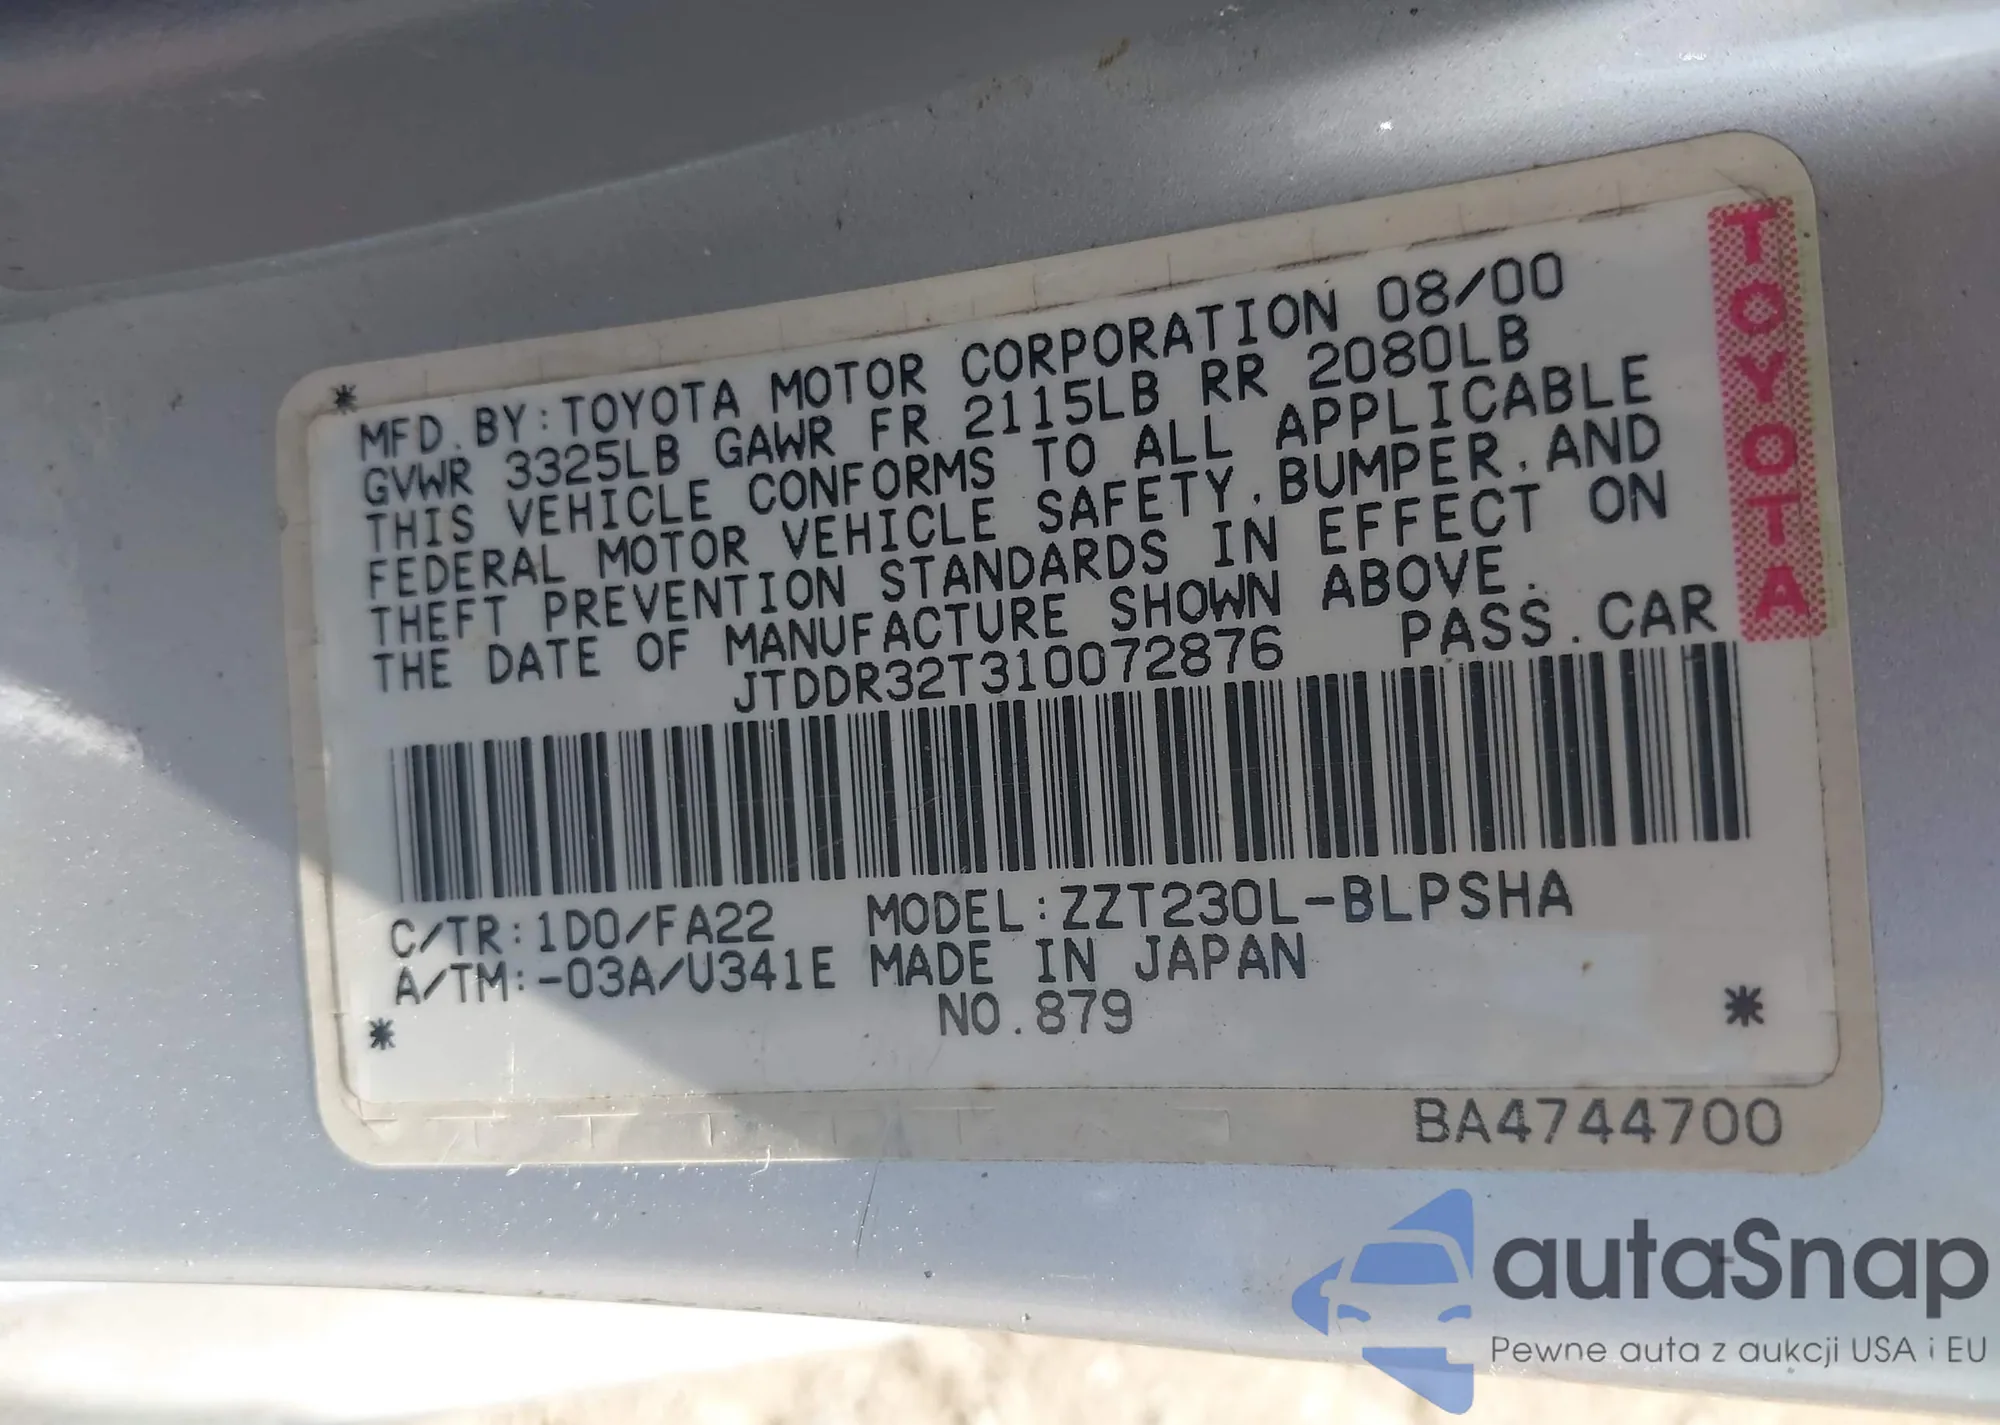 MFD.BY:TOYOTA MOTOR CORPORATION 08/00
GVWR 3325LB GAWR FR 2115LB RR 2080LB
THIS VEHICLE CONFORMS TO ALL APPLICABLE
FEDERAL MOTOR VEHICLE SAFETY,BUMPER,AND
THEFT PREVENTION STANDARDS IN EFFECT ON
THE DATE OF MANUFACTURE SHOWN ABOVE.
JTDDR32T310072876 PASS.CAR
TOYOTA
C/TR:1D0/FA22 MODEL:ZZT230L-BLPSHA
A/TM:-03A/U341E MADE IN JAPAN
NO.879
BA4744700
autaSnap
Pewne auta z aukcji USA i EU